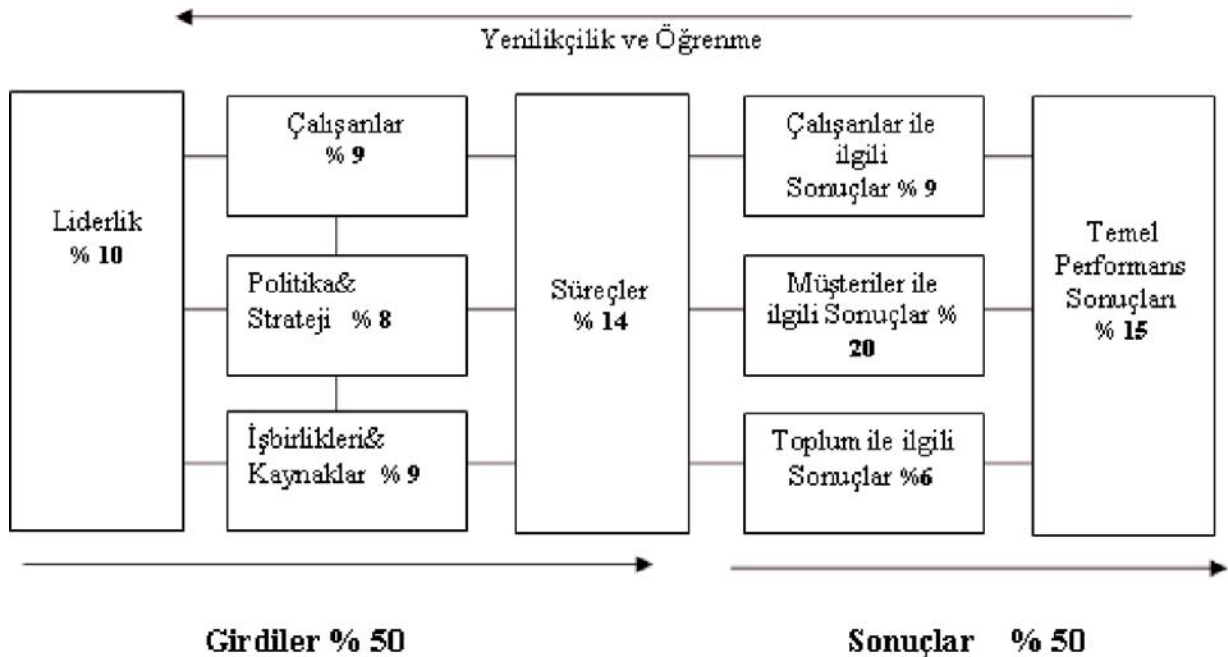 Yenilikçilik ve Öğrenme
Liderlik
% 10
Çalışanlar
% 9
Politika&
Strateji % 8
İşbirlikleri&
Kaynaklar % 9
Süreçler
% 14
Çalışanlar ile
ilgili
Sonuçlar % 9
Müşteriler ile
ilgili Sonuçlar %
20
Toplum ile ilgili
Sonuçlar %6
Temel
Performans
Sonuçları
% 15
Girdiler % 50
Sonuçlar % 50